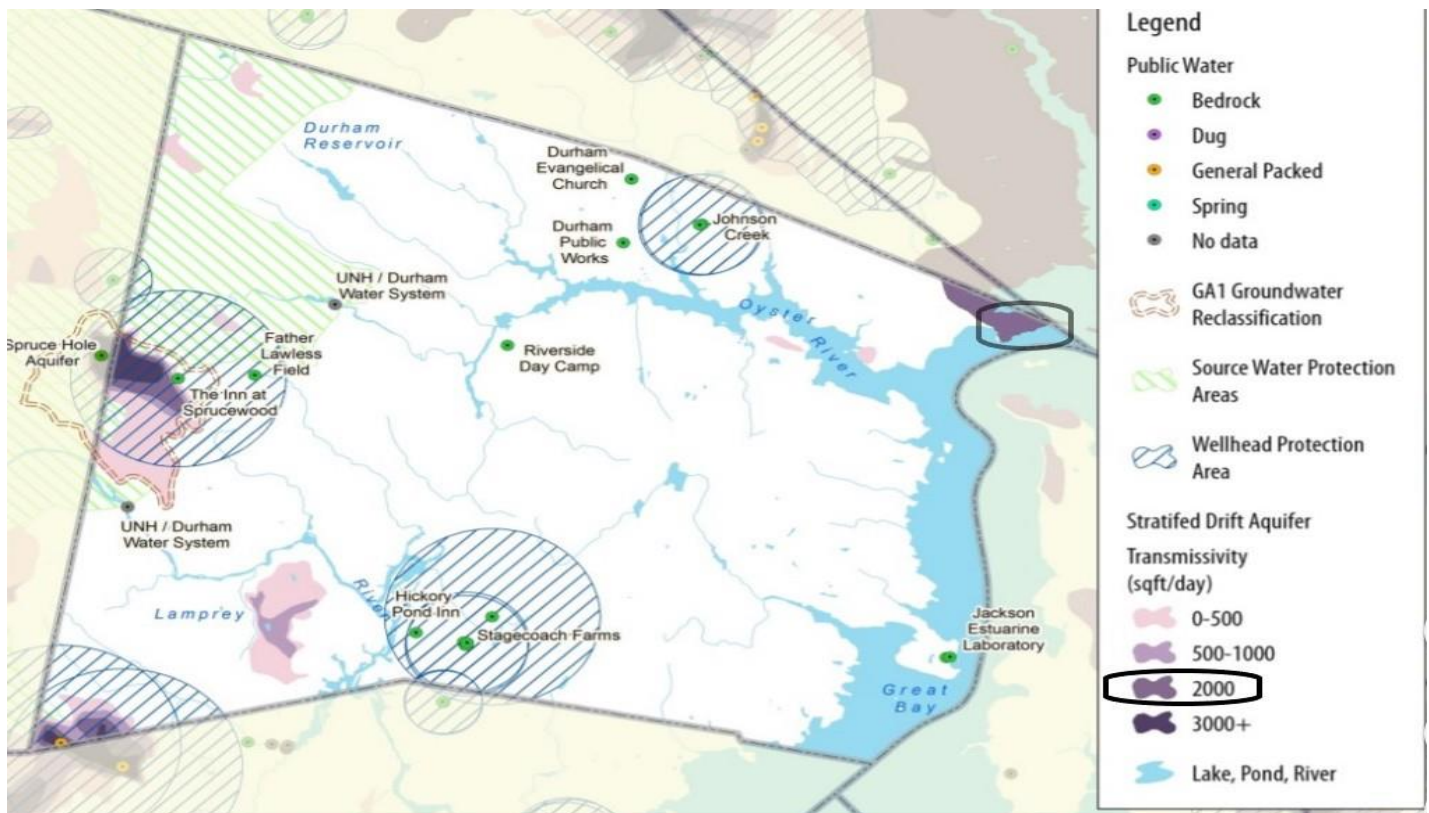 Durham
Reservoir
Durham
Evangelical
Church
Johnson
Creek
Durham
Public
Works
UNH / Durham
Water System
Oyster
River
Spruce Hole
Aquifer
Father
Lawless
Field
The Inn at
Sprucewood
Riverside
Day Camp
UNH / Durham
Water System
Lamprey
River
Hickory
Pond Inn
Stagecoach Farms
Jackson
Estuarine
Laboratory
Great
Bay
Legend
Public Water
Bedrock
Dug
General Packed
Spring
No data
GA1 Groundwater
Reclassification
Source Water Protection
Areas
Wellhead Protection
Area
Stratifed Drift Aquifer
Transmissivity
(sqft/day)
0-500
500-1000
2000
3000+
Lake, Pond, River